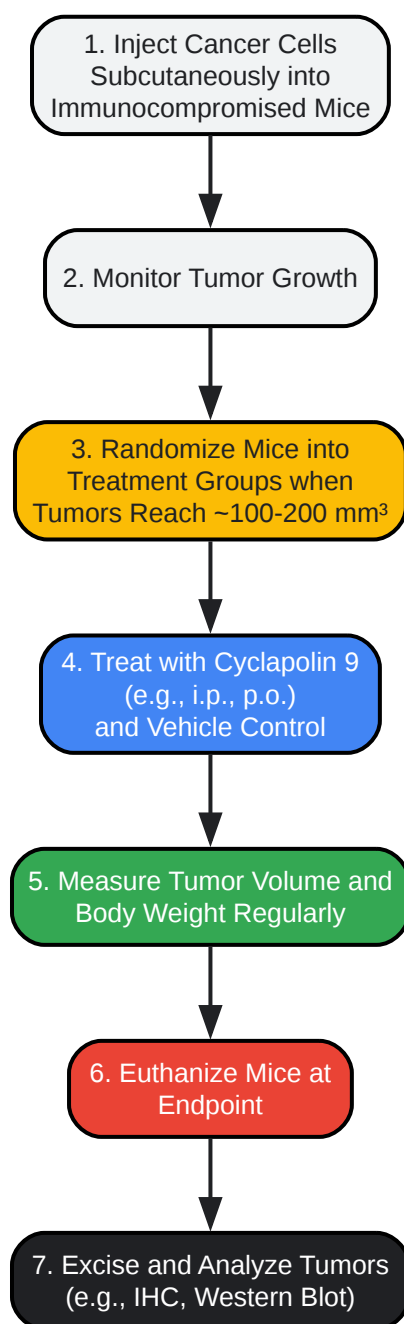 1. Inject Cancer Cells
Subcutaneously into
Immunocompromised Mice
2. Monitor Tumor Growth
3. Randomize Mice into
Treatment Groups when
Tumors Reach ~100-200 mm³
4. Treat with Cyclapolin 9
(e.g., i.p., p.o.)
and Vehicle Control
5. Measure Tumor Volume and
Body Weight Regularly
6. Euthanize Mice at
Endpoint
7. Excise and Analyze Tumors
(e.g., IHC, Western Blot)